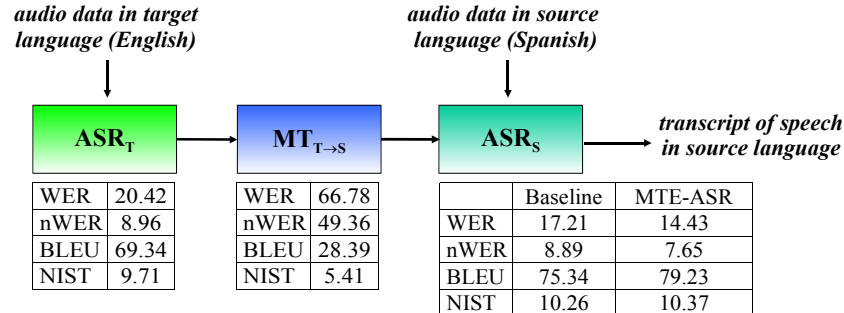 audio data in target
language (English)
audio data in source
language (Spanish)
ASR_T
MT_T→S
ASR_S
transcript of speech
in source language
WER 20.42
nWER 8.96
BLEU 69.34
NIST 9.71
WER 66.78
nWER 49.36
BLEU 28.39
NIST 5.41
Baseline MTE-ASR
WER 17.21 14.43
nWER 8.89 7.65
BLEU 75.34 79.23
NIST 10.26 10.37